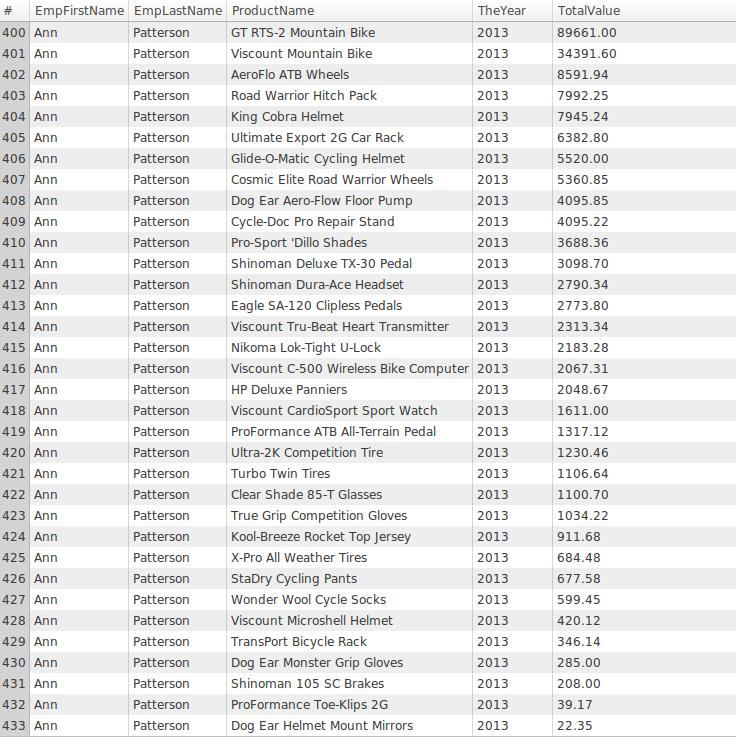 # EmpFirstName EmpLastName ProductName TheYear TotalValue
400 Ann Patterson GT RTS-2 Mountain Bike 2013 89661.00
401 Ann Patterson Viscount Mountain Bike 2013 34391.60
402 Ann Patterson AeroFlo ATB Wheels 2013 8591.94
403 Ann Patterson Road Warrior Hitch Pack 2013 7992.25
404 Ann Patterson King Cobra Helmet 2013 7945.24
405 Ann Patterson Ultimate Export 2G Car Rack 2013 6382.80
406 Ann Patterson Glide-O-Matic Cycling Helmet 2013 5520.00
407 Ann Patterson Cosmic Elite Road Warrior Wheels 2013 5360.85
408 Ann Patterson Dog Ear Aero-Flow Floor Pump 2013 4095.85
409 Ann Patterson Cycle-Doc Pro Repair Stand 2013 4095.22
410 Ann Patterson Pro-Sport 'Dillo Shades 2013 3688.36
411 Ann Patterson Shinoman Deluxe TX-30 Pedal 2013 3098.70
412 Ann Patterson Shinoman Dura-Ace Headset 2013 2790.34
413 Ann Patterson Eagle SA-120 Clipless Pedals 2013 2773.80
414 Ann Patterson Viscount Tru-Beat Heart Transmitter 2013 2313.34
415 Ann Patterson Nikoma Lok-Tight U-Lock 2013 2183.28
416 Ann Patterson Viscount C-500 Wireless Bike Computer 2013 2067.31
417 Ann Patterson HP Deluxe Panniers 2013 2048.67
418 Ann Patterson Viscount CardioSport Sport Watch 2013 1611.00
419 Ann Patterson ProFormance ATB All-Terrain Pedal 2013 1317.12
420 Ann Patterson Ultra-2K Competition Tire 2013 1230.46
421 Ann Patterson Turbo Twin Tires 2013 1106.64
422 Ann Patterson Clear Shade 85-T Glasses 2013 1100.70
423 Ann Patterson True Grip Competition Gloves 2013 1034.22
424 Ann Patterson Kool-Breeze Rocket Top Jersey 2013 911.68
425 Ann Patterson X-Pro All Weather Tires 2013 684.48
426 Ann Patterson StaDry Cycling Pants 2013 677.58
427 Ann Patterson Wonder Wool Cycle Socks 2013 599.45
428 Ann Patterson Viscount Microshell Helmet 2013 420.12
429 Ann Patterson TransPort Bicycle Rack 2013 346.14
430 Ann Patterson Dog Ear Monster Grip Gloves 2013 285.00
431 Ann Patterson Shinoman 105 SC Brakes 2013 208.00
432 Ann Patterson ProFormance Toe-Klips 2G 2013 39.17
433 Ann Patterson Dog Ear Helmet Mount Mirrors 2013 22.35